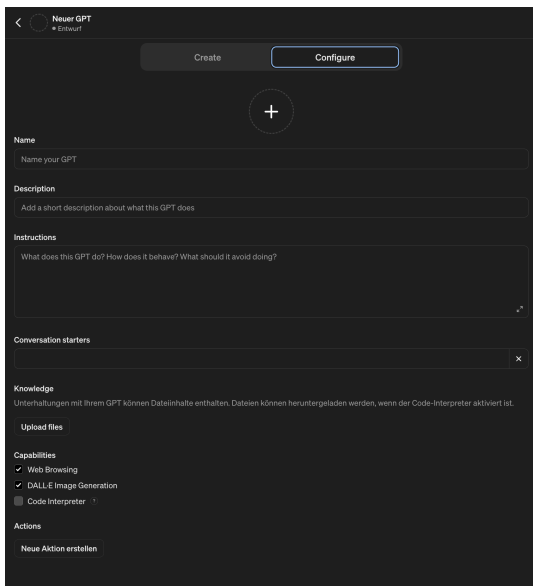 Neuer GPT
Entwurf
Create
Configure
Name
Name your GPT
Description
Add a short description about what this GPT does
Instructions
What does this GPT do? How does it behave? What should it avoid doing?
Conversation starters
Knowledge
Unterhaltungen mit Ihrem GPT können Dateiinhalte enthalten. Dateien können heruntergeladen werden, wenn der Code-Interpreter aktiviert ist.
Upload files
Capabilities
Web Browsing
DALL·E Image Generation
Code Interpreter ?
Actions
Neue Aktion erstellen